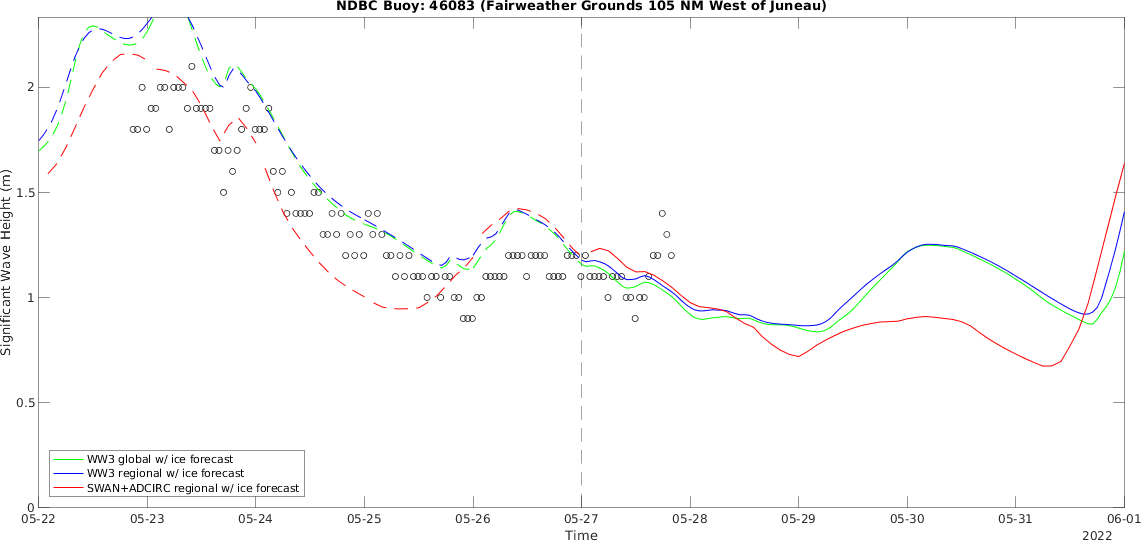 NDBC Buoy: 46083 (Fairweather Grounds 105 NM West of Juneau)
Significant Wave Height (m)
2
1.5
1
0.5
0
WW3 global w/ ice forecast
WW3 regional w/ ice forecast
SWAN+ADCIRC regional w/ ice forecast
05-22 05-23 05-24 05-25 05-26 05-27 05-28 05-29 05-30 05-31 06-01
Time
2022